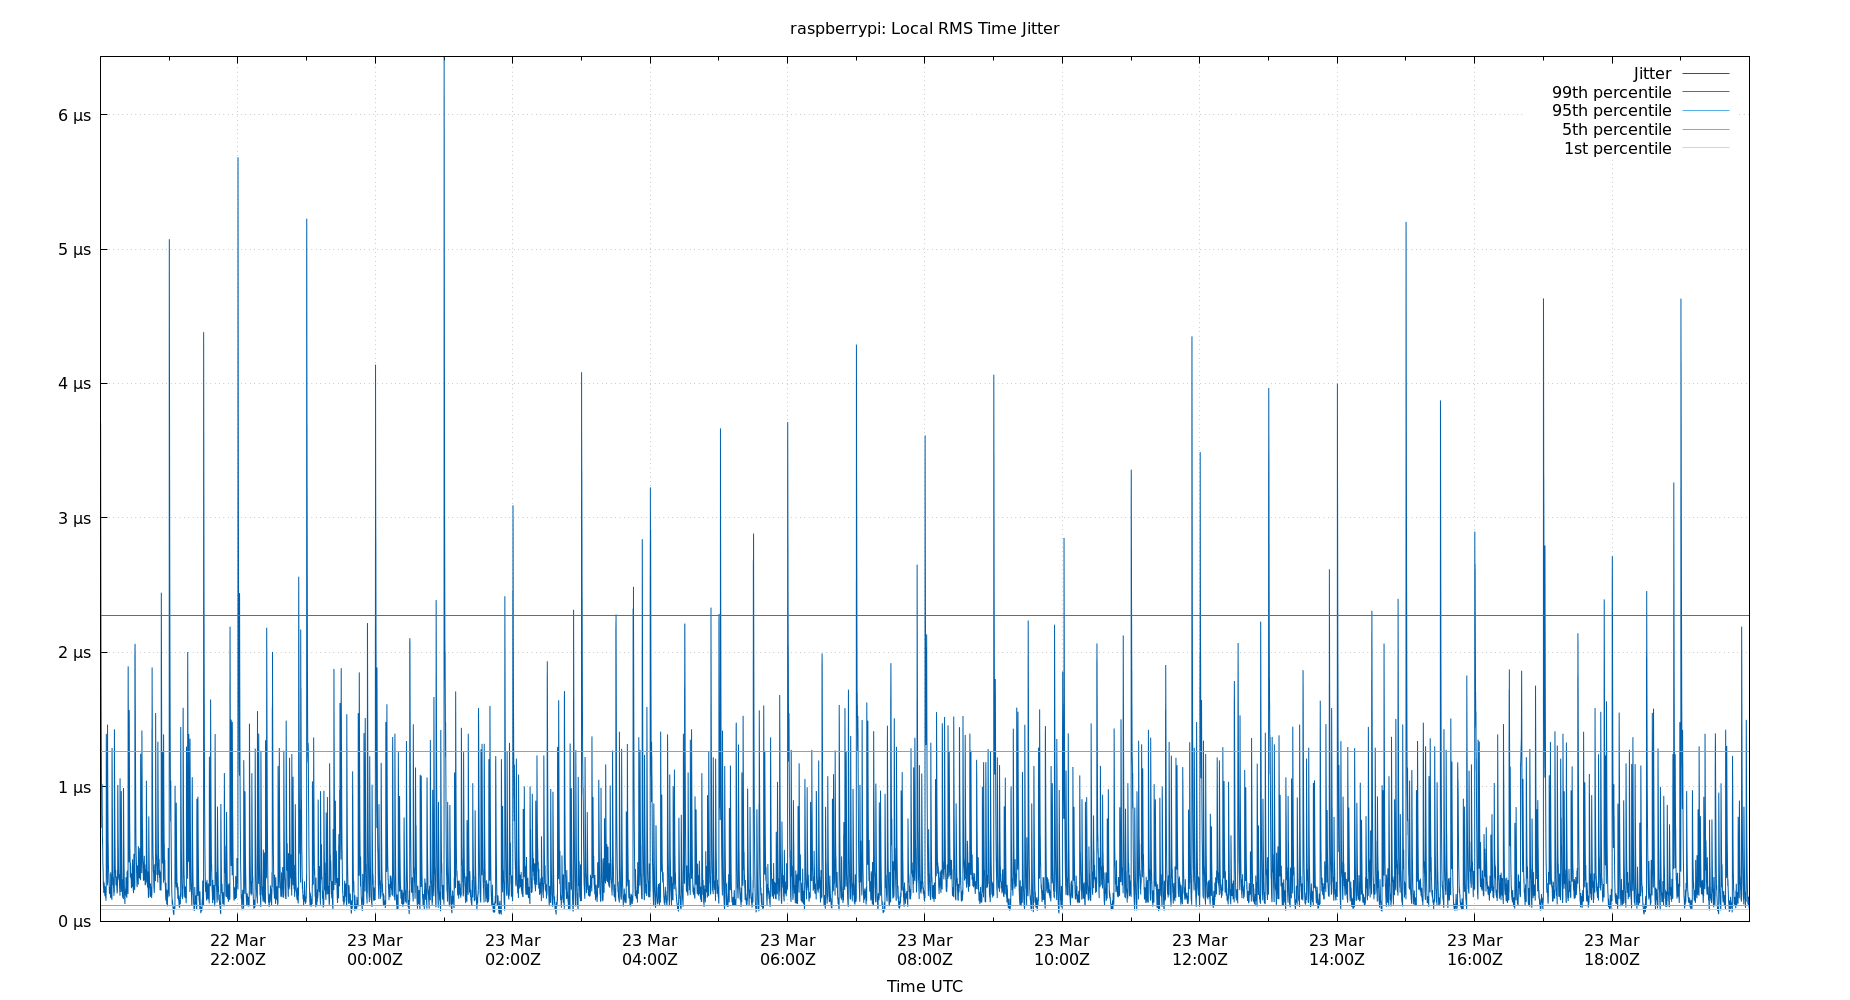 raspberrypi: Local RMS Time Jitter
Jitter
99th percentile
95th percentile
5th percentile
1st percentile
6 µs
5 µs
4 µs
3 µs
2 µs
1 µs
0 µs
22 Mar 23 Mar 23 Mar 23 Mar 23 Mar 23 Mar 23 Mar 23 Mar 23 Mar 23 Mar 23 Mar
22:00Z 00:00Z 02:00Z 04:00Z 06:00Z 08:00Z 10:00Z 12:00Z 14:00Z 16:00Z 18:00Z
Time UTC